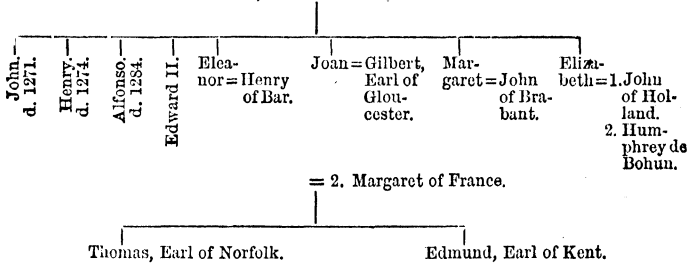 John.
d. 1271.
Henry.
d. 1274.
Alfonso.
d. 1284.
Edward II.
Elea-
nor = Henry
of Bar.
Joan = Gilbert,
Earl of
Glou-
cester.
Mar-
garet = John
of Bra-
bant.
Eliza-
beth = 1. John
of Hol-
land.
2. Hum-
phrey de
Bohun.
= 2. Margaret of France.
Thomas, Earl of Norfolk.
Edmund, Earl of Kent.